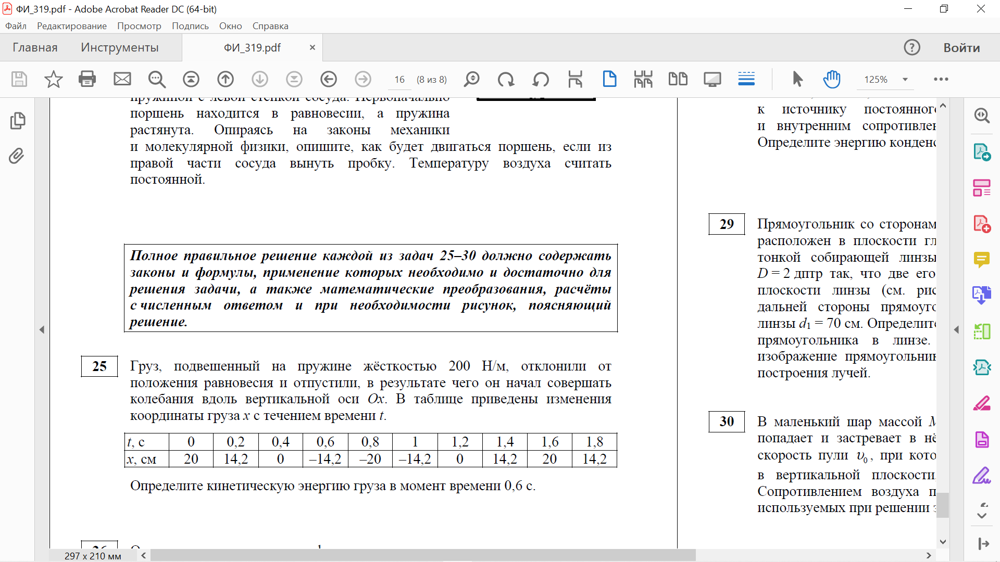 ФИ_319.pdf - Adobe Acrobat Reader DC (64-bit)
Файл Редактирование Просмотр Подпись Окно Справка
Главная Инструменты ФИ_319.pdf × ? Войти
16 (8 из 8) 125%
пружиной с левой стенкой сосуда. Первоначально
поршень находится в равновесии, а пружина
растянута. Опираясь на законы механики
и молекулярной физики, опишите, как будет двигаться поршень, если из
правой части сосуда вынуть пробку. Температуру воздуха считать
постоянной.
Полное правильное решение каждой из задач 25–30 должно содержать
законы и формулы, применение которых необходимо и достаточно для
решения задачи, а также математические преобразования, расчёты
с численным ответом и при необходимости рисунок, поясняющий
решение.
25
Груз, подвешенный на пружине жёсткостью 200 Н/м, отклонили от
положения равновесия и отпустили, в результате чего он начал совершать
колебания вдоль вертикальной оси Ox. В таблице приведены изменения
координаты груза x с течением времени t.
t, с 0 0,2 0,4 0,6 0,8 1 1,2 1,4 1,6 1,8
x, см 20 14,2 0 –14,2 –20 –14,2 0 14,2 20 14,2
Определите кинетическую энергию груза в момент времени 0,6 с.
к источнику постоянног
и внутренним сопротивлен
Определите энергию конденс
29
Прямоугольник со сторонам
расположен в плоскости гл
тонкой собирающей линзы
D = 2 дптр так, что две его
плоскости линзы (см. рис
дальней стороны прямоуго
линзы d₁ = 70 см. Определите
прямоугольника в линзе.
изображение прямоугольник
построения лучей.
30
В маленький шар массой M
попадает и застревает в нё
скорость пули υ₀, при кото
в вертикальной плоскости,
Сопротивлением воздуха п
используемых при решении з
297 x 210 мм